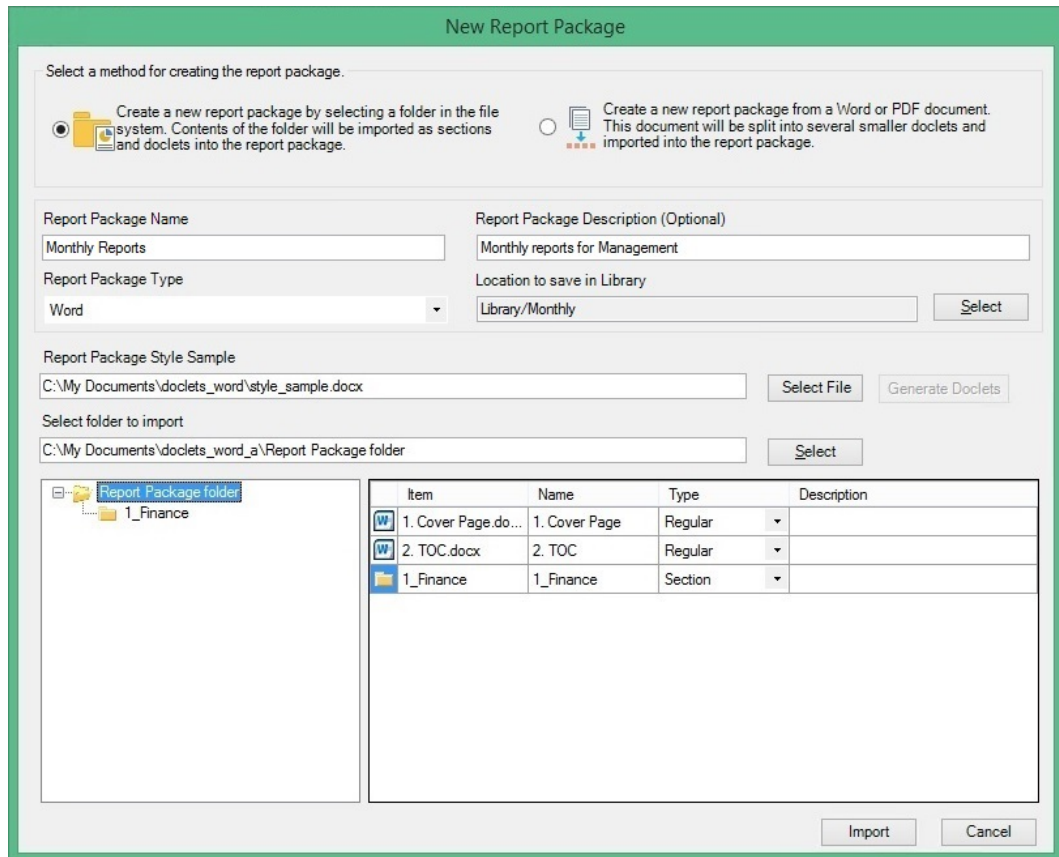 New Report Package
Select a method for creating the report package.
Create a new report package by selecting a folder in the file
system. Contents of the folder will be imported as sections
and doclets into the report package.
Create a new report package from a Word or PDF document.
This document will be split into several smaller doclets and
imported into the report package.
Report Package Name
Report Package Description (Optional)
Monthly Reports
Monthly reports for Management
Report Package Type
Location to save in Library
Word
Library/Monthly
Select
Report Package Style Sample
C:\My Documents\doclets_word\style_sample.docx
Select File
Generate Doclets
Select folder to import
C:\My Documents\doclets_word_a\Report Package folder
Select
Report Package folder
1_Finance
Item Name Type Description
1. Cover Page.do... 1. Cover Page Regular
2. TOC.docx 2. TOC Regular
1_Finance 1_Finance Section
Import
Cancel